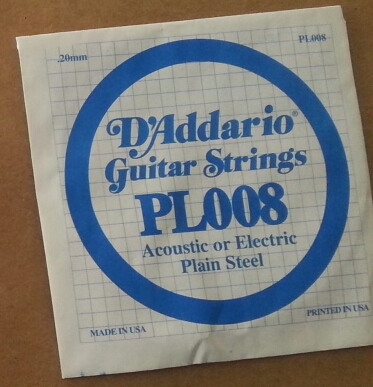 .20mm
PL008
D'Addario®
Guitar Strings
PL008
Acoustic or Electric
Plain Steel
MADE IN USA
PRINTED IN USA